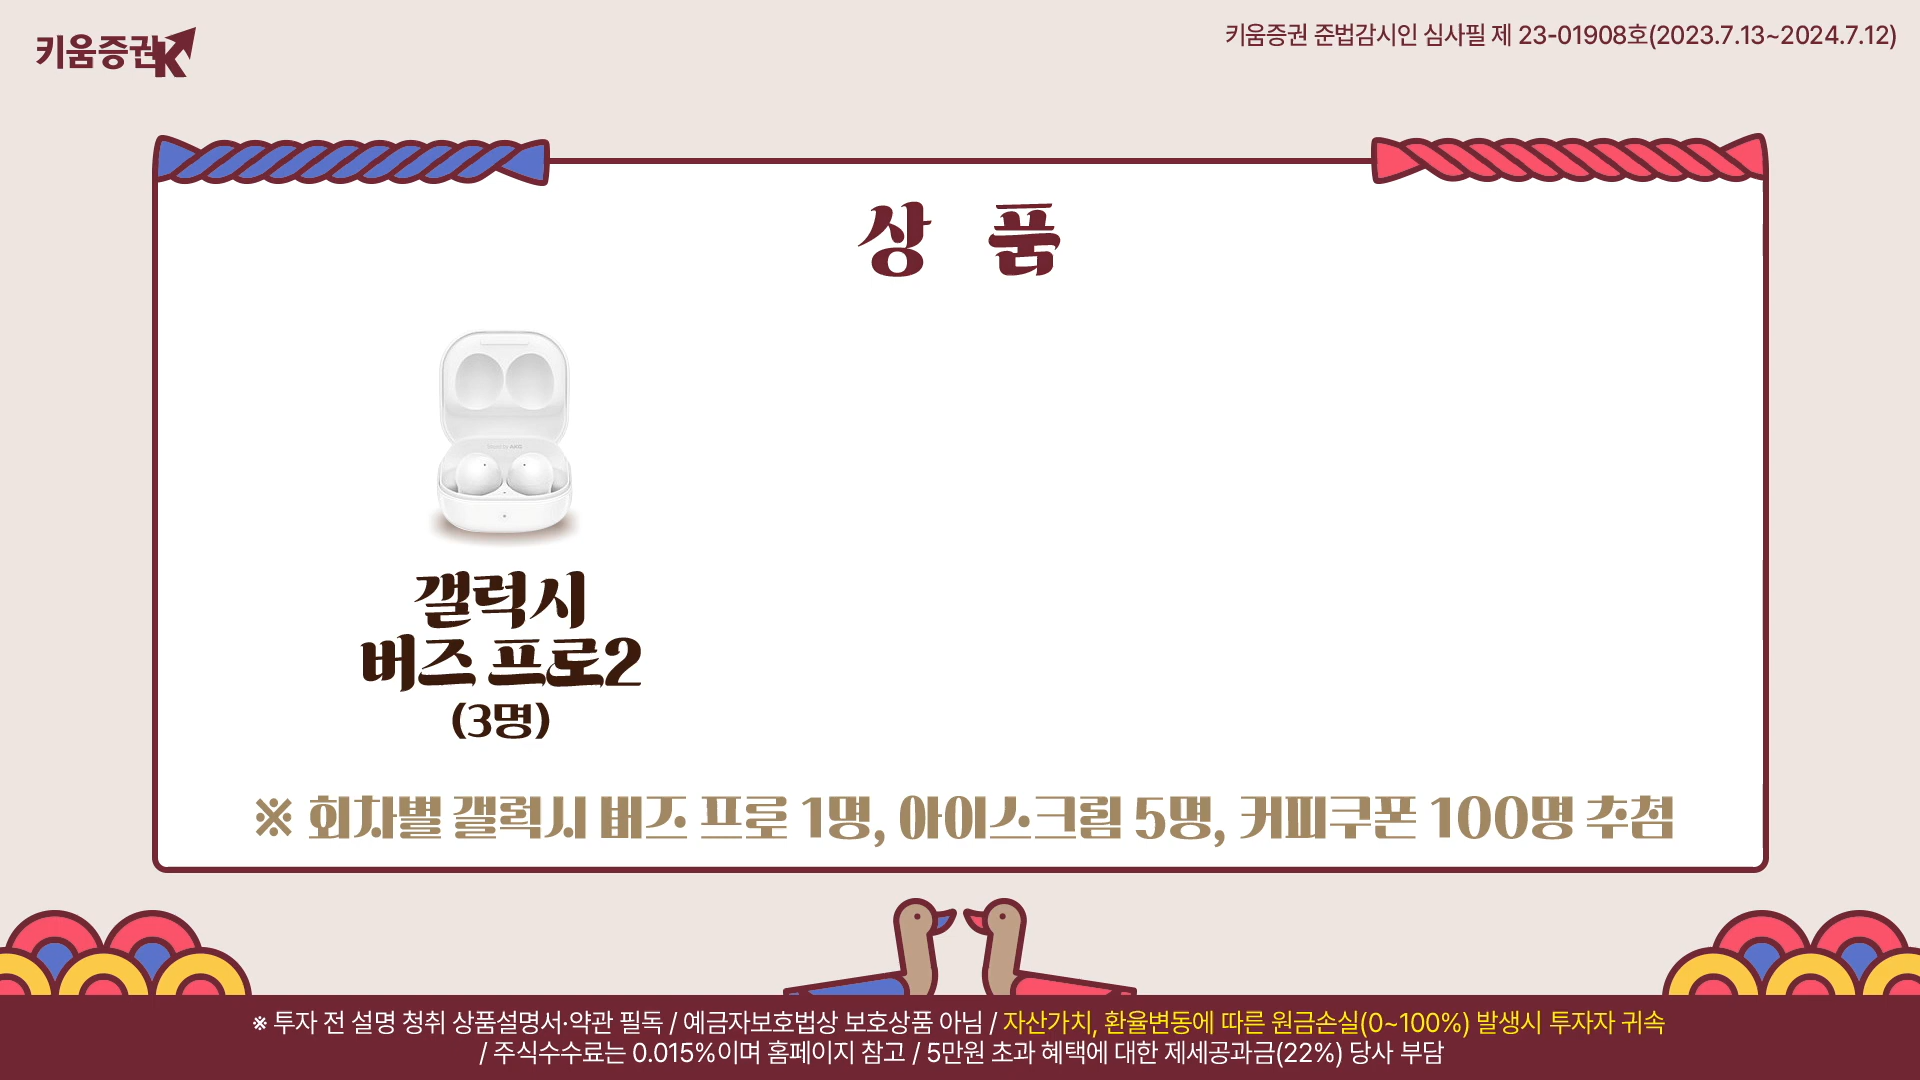 키움증권
키움증권 준법감시인 심사필 제 23-01908호(2023.7.13~2024.7.12)
상 품
갤럭시
버즈 프로2
(3명)
※ 회차별 갤럭시 버즈 프로 1명, 아이스크림 5명, 커피쿠폰 100명 추첨
※ 투자 전 설명 청취 상품설명서·약관 필독 / 예금자보호법상 보호상품 아님 / 자산가치, 환율변동에 따른 원금손실(0~100%) 발생시 투자자 귀속
/ 주식수수료는 0.015%이며 홈페이지 참고 / 5만원 초과 혜택에 대한 제세공과금(22%) 당사 부담